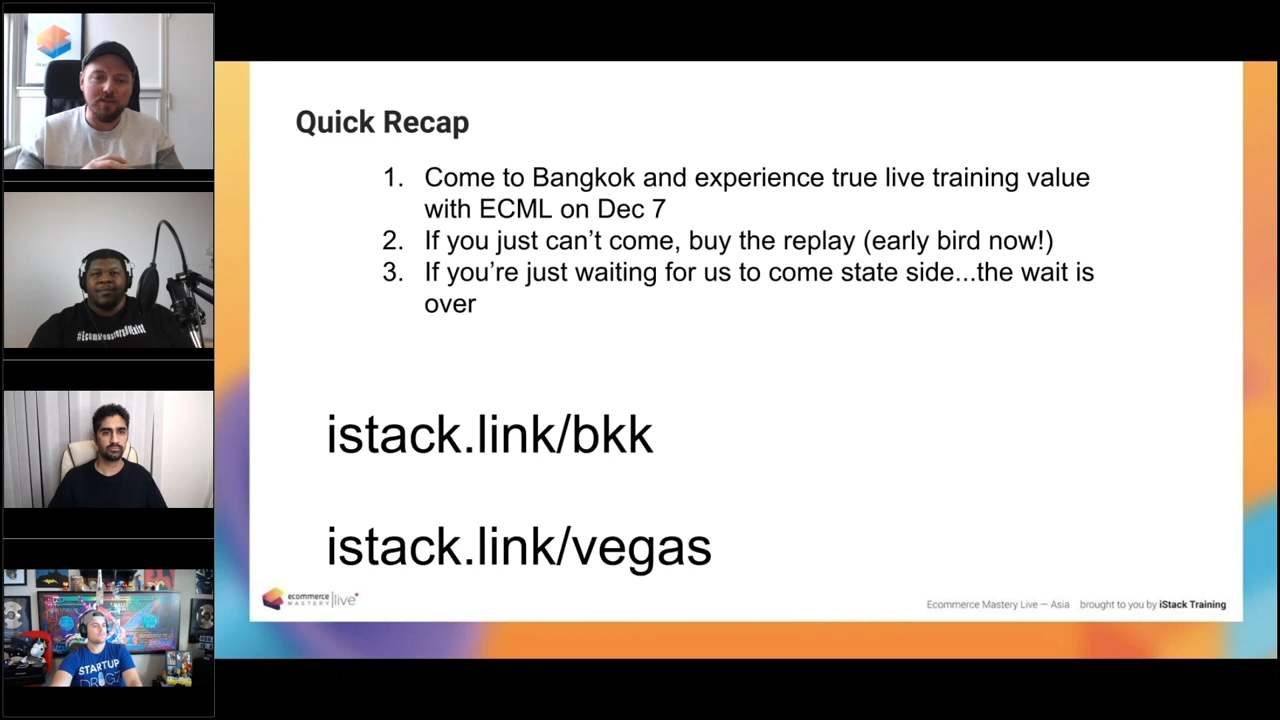 Quick Recap
1. Come to Bangkok and experience true live training value
with ECML on Dec 7
2. If you just can’t come, buy the replay (early bird now!)
3. If you’re just waiting for us to come state side...the wait is
over
istack.link/bkk
istack.link/vegas
ecommerce
MASTERY live
Ecommerce Mastery Live — Asia brought to you by iStack Training
STARTUP